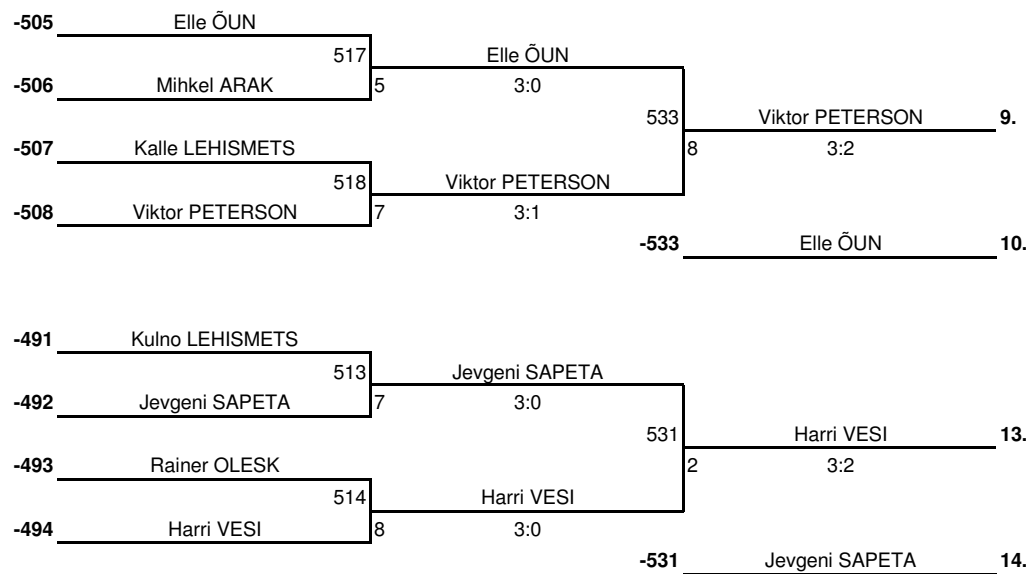 -505 Elle ÕUN
517 Elle ÕUN
-506 Mihkel ARAK 5 3:0
533 Viktor PETERSON 9.
-507 Kalle LEHISMETS 8 3:2
518 Viktor PETERSON
-508 Viktor PETERSON 7 3:1
-533 Elle ÕUN 10.
-491 Kulno LEHISMETS
513 Jevgeni SAPETA
-492 Jevgeni SAPETA 7 3:0
531 Harri VESI 13.
-493 Rainer OLESK 2 3:2
514 Harri VESI
-494 Harri VESI 8 3:0
-531 Jevgeni SAPETA 14.